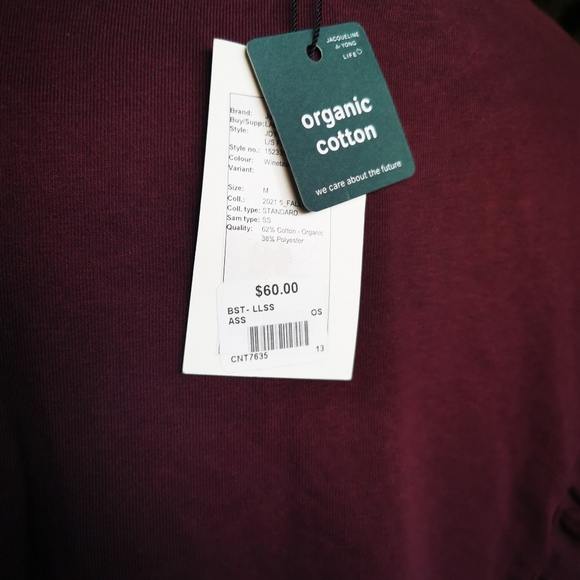 JACQUELINE
de YONG
LIFE
organic
cotton
we care about the future
Brand:
Buy/Supp:
Style:
L/S
Style no.:
Colour:
Variant:
Size: M
Coll.:
Coll. type: STANDARD
Sam type: SS
Quality: 62% Cotton - Organic
38% Polyester
$60.00
BST- LLSS OS
ASS
CNT7635 13